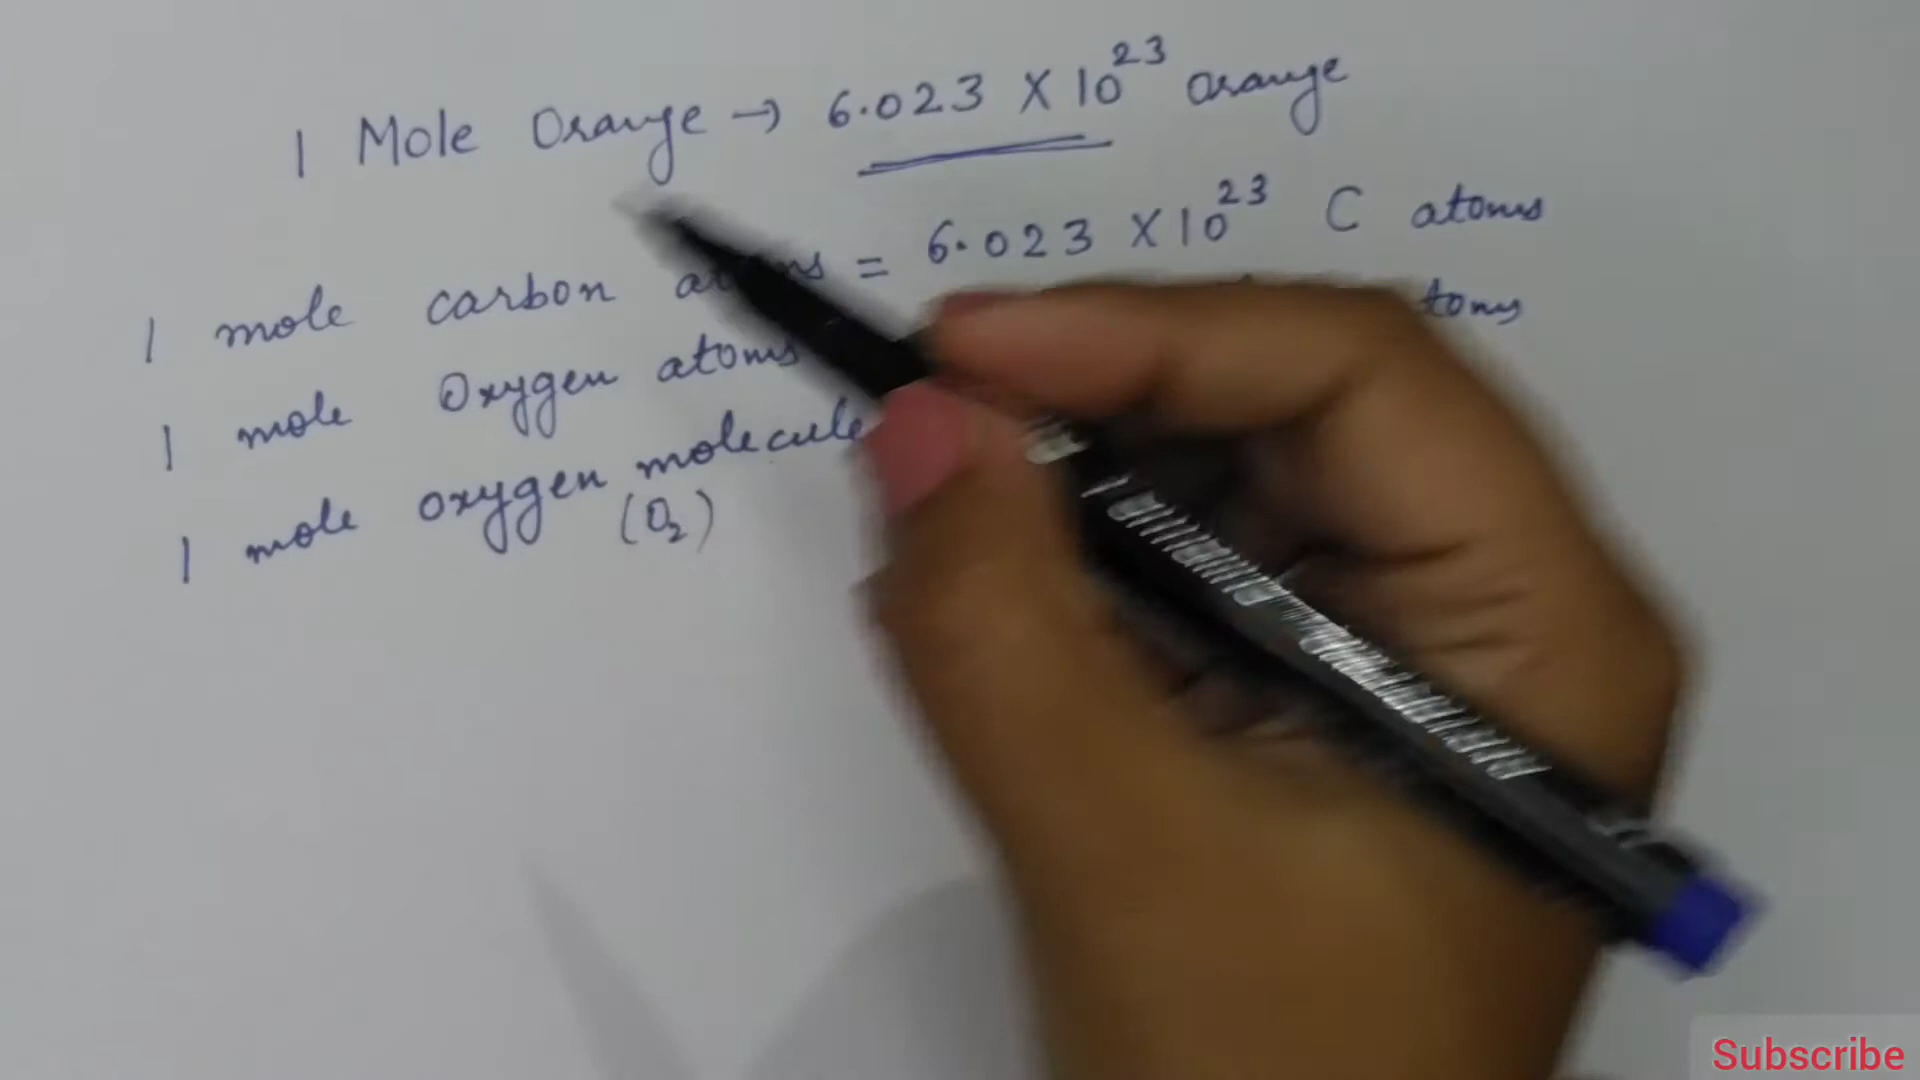 1 Mole Orange → 6.023 X 10²³ orange
1 mole carbon atoms = 6.023 X 10²³ C atoms
1 mole Oxygen atoms
1 mole oxygen molecule
(O₂)
Subscribe